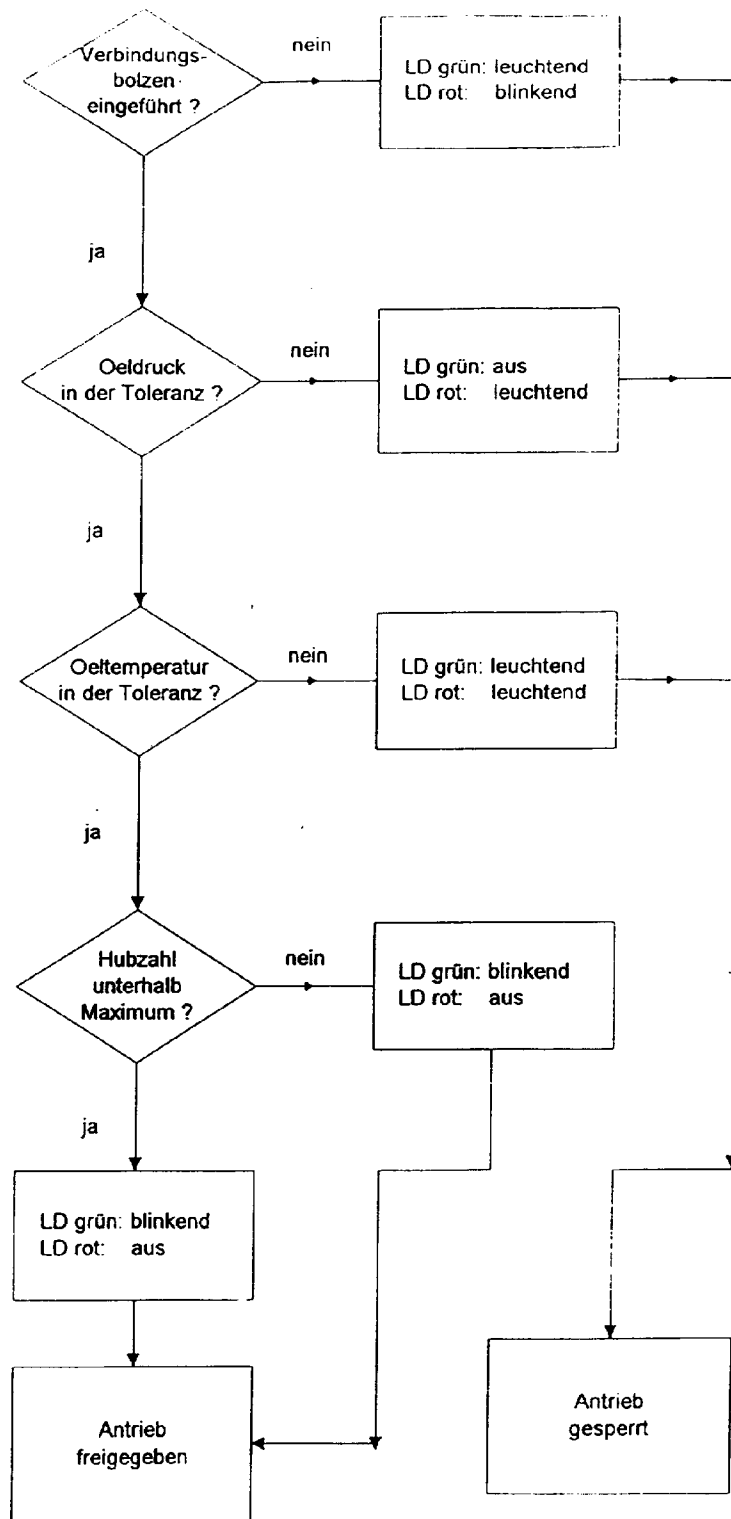 Verbindungs-
bolzen
eingeführt ?
nein
LD grün: leuchtend
LD rot: blinkend
ja
Oeldruck
in der Toleranz ?
nein
LD grün: aus
LD rot: leuchtend
ja
Oeltemperatur
in der Toleranz ?
nein
LD grün: leuchtend
LD rot: leuchtend
ja
Hubzahl
unterhalb
Maximum ?
nein
LD grün: blinkend
LD rot: aus
ja
LD grün: blinkend
LD rot: aus
Antrieb
freigegeben
Antrieb
gesperrt